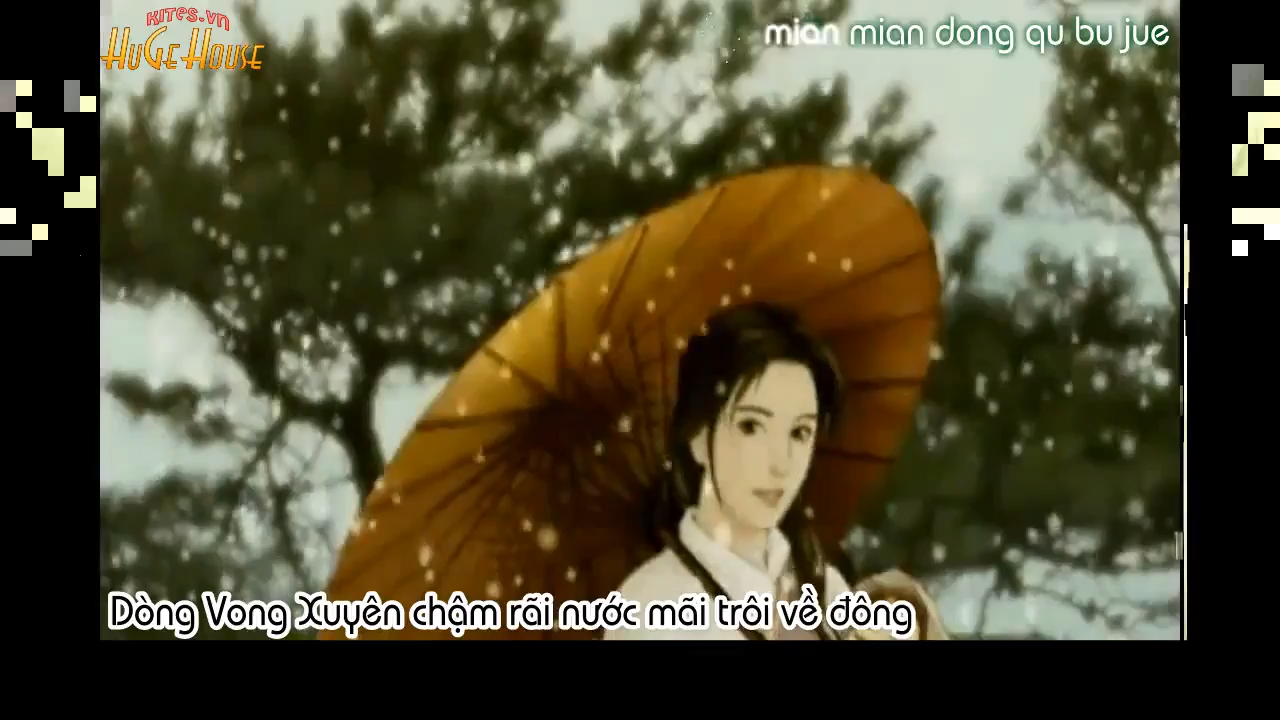 KITES.VN
HUGE HOUSE
mian mian dong qu bu jue
Dòng Vong Xuyên chậm rãi nước mãi trôi về đông